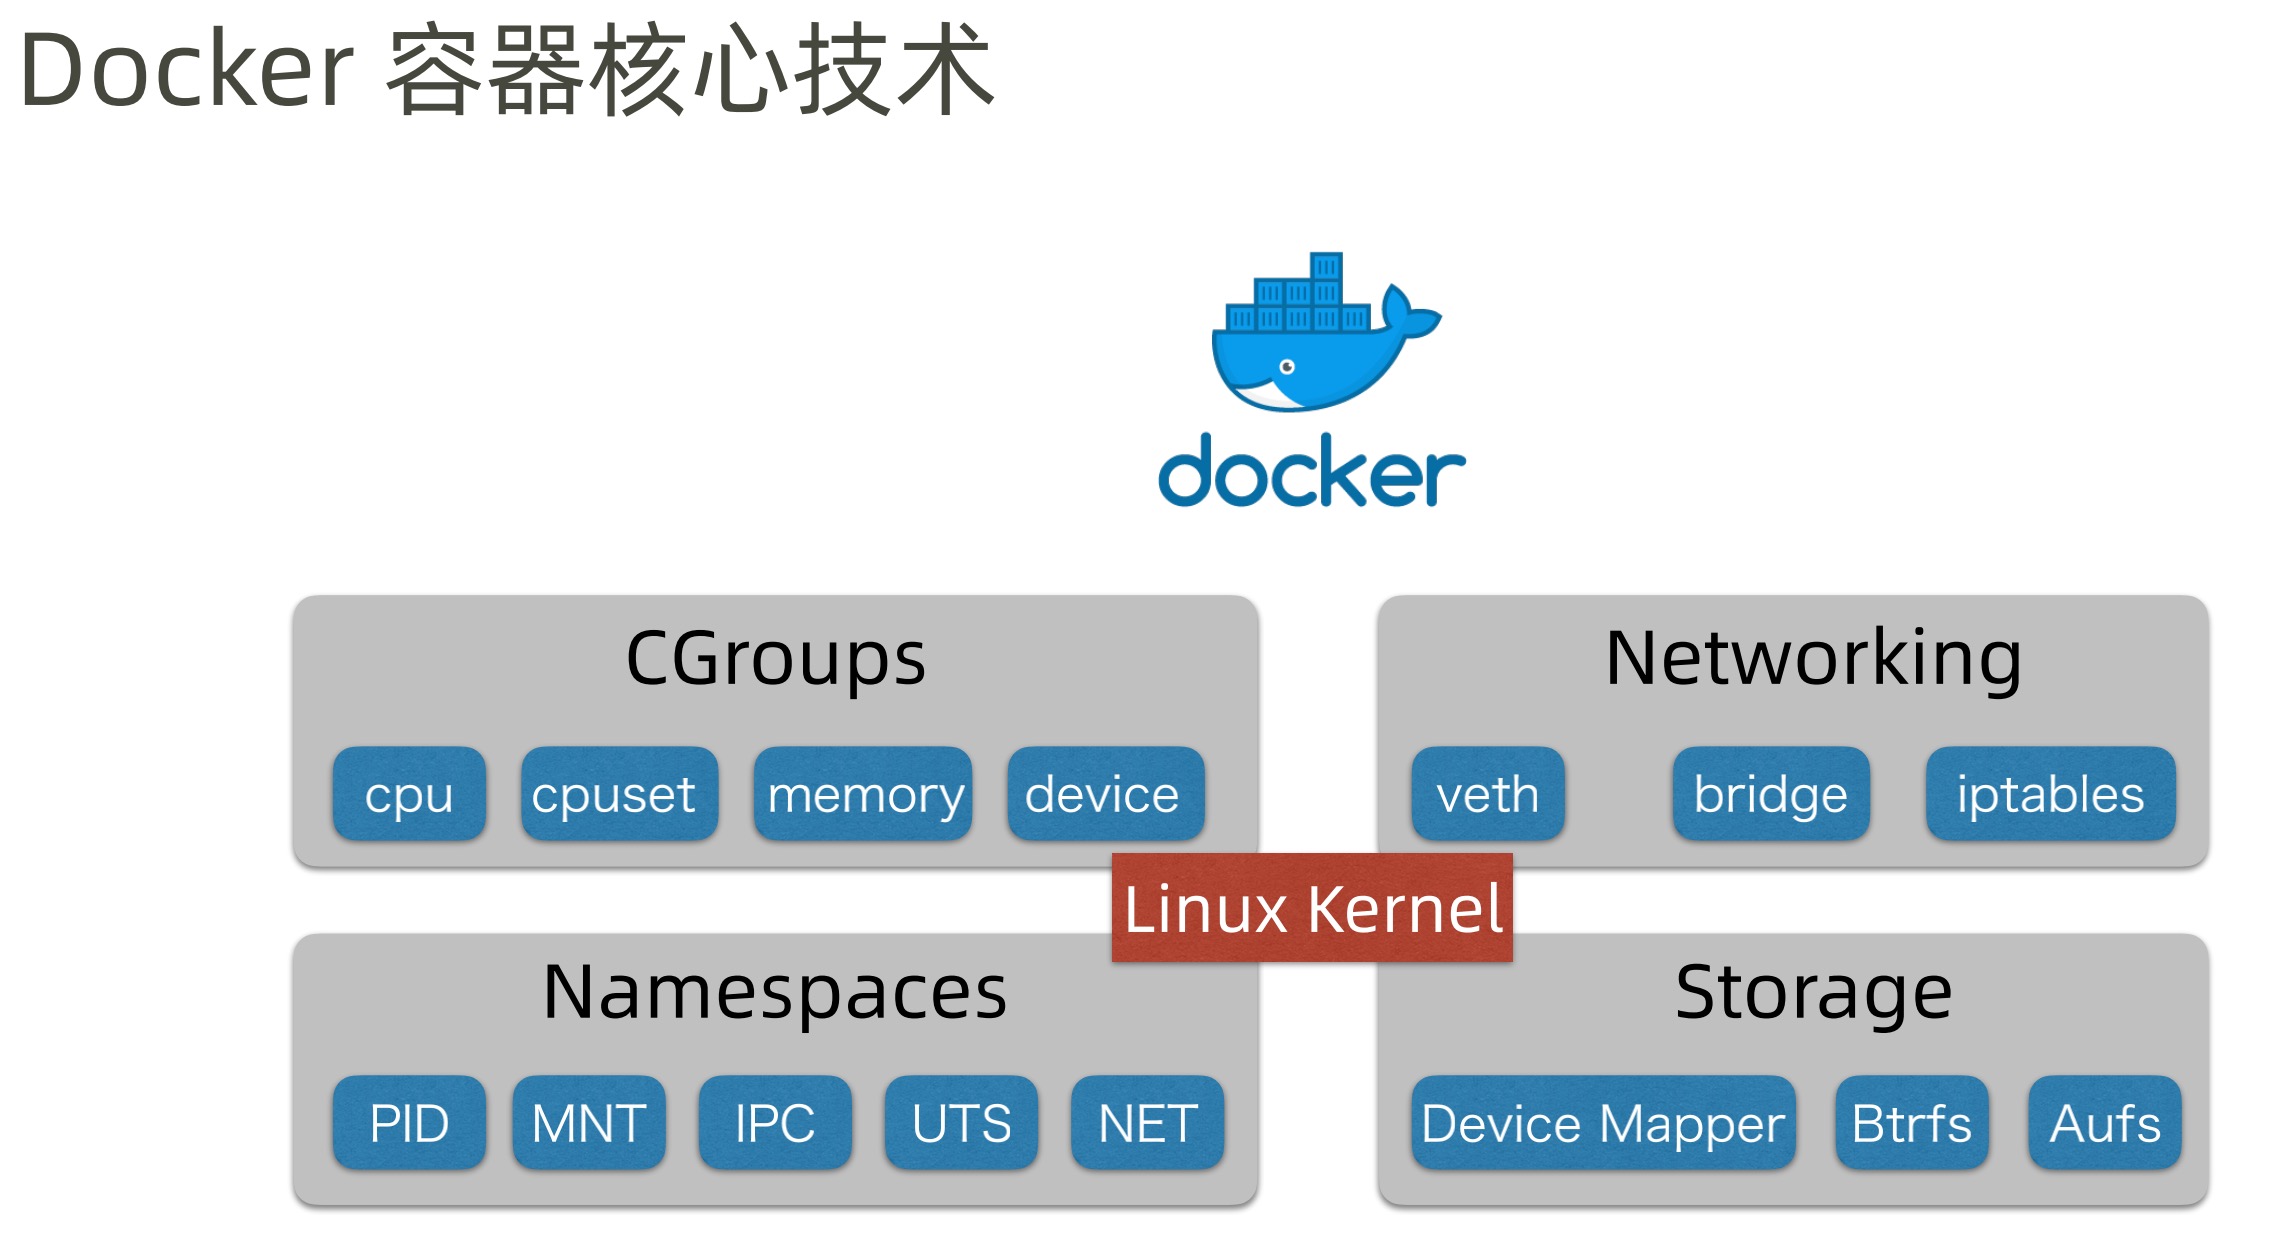 Docker 容器核心技术
docker
CGroups
cpu cpuset memory device
Networking
veth bridge iptables
Linux Kernel
Namespaces
PID MNT IPC UTS NET
Storage
Device Mapper Btrfs Aufs